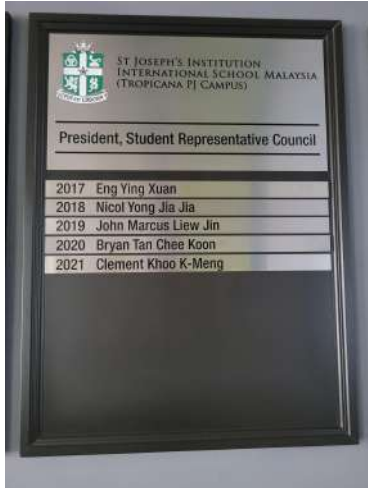 ST JOSEPH'S INSTITUTION
INTERNATIONAL SCHOOL MALAYSIA
(TROPICANA PJ CAMPUS)
President, Student Representative Council
2017 Eng Ying Xuan
2018 Nicol Yong Jia Jia
2019 John Marcus Liew Jin
2020 Bryan Tan Chee Koon
2021 Clement Khoo K-Meng